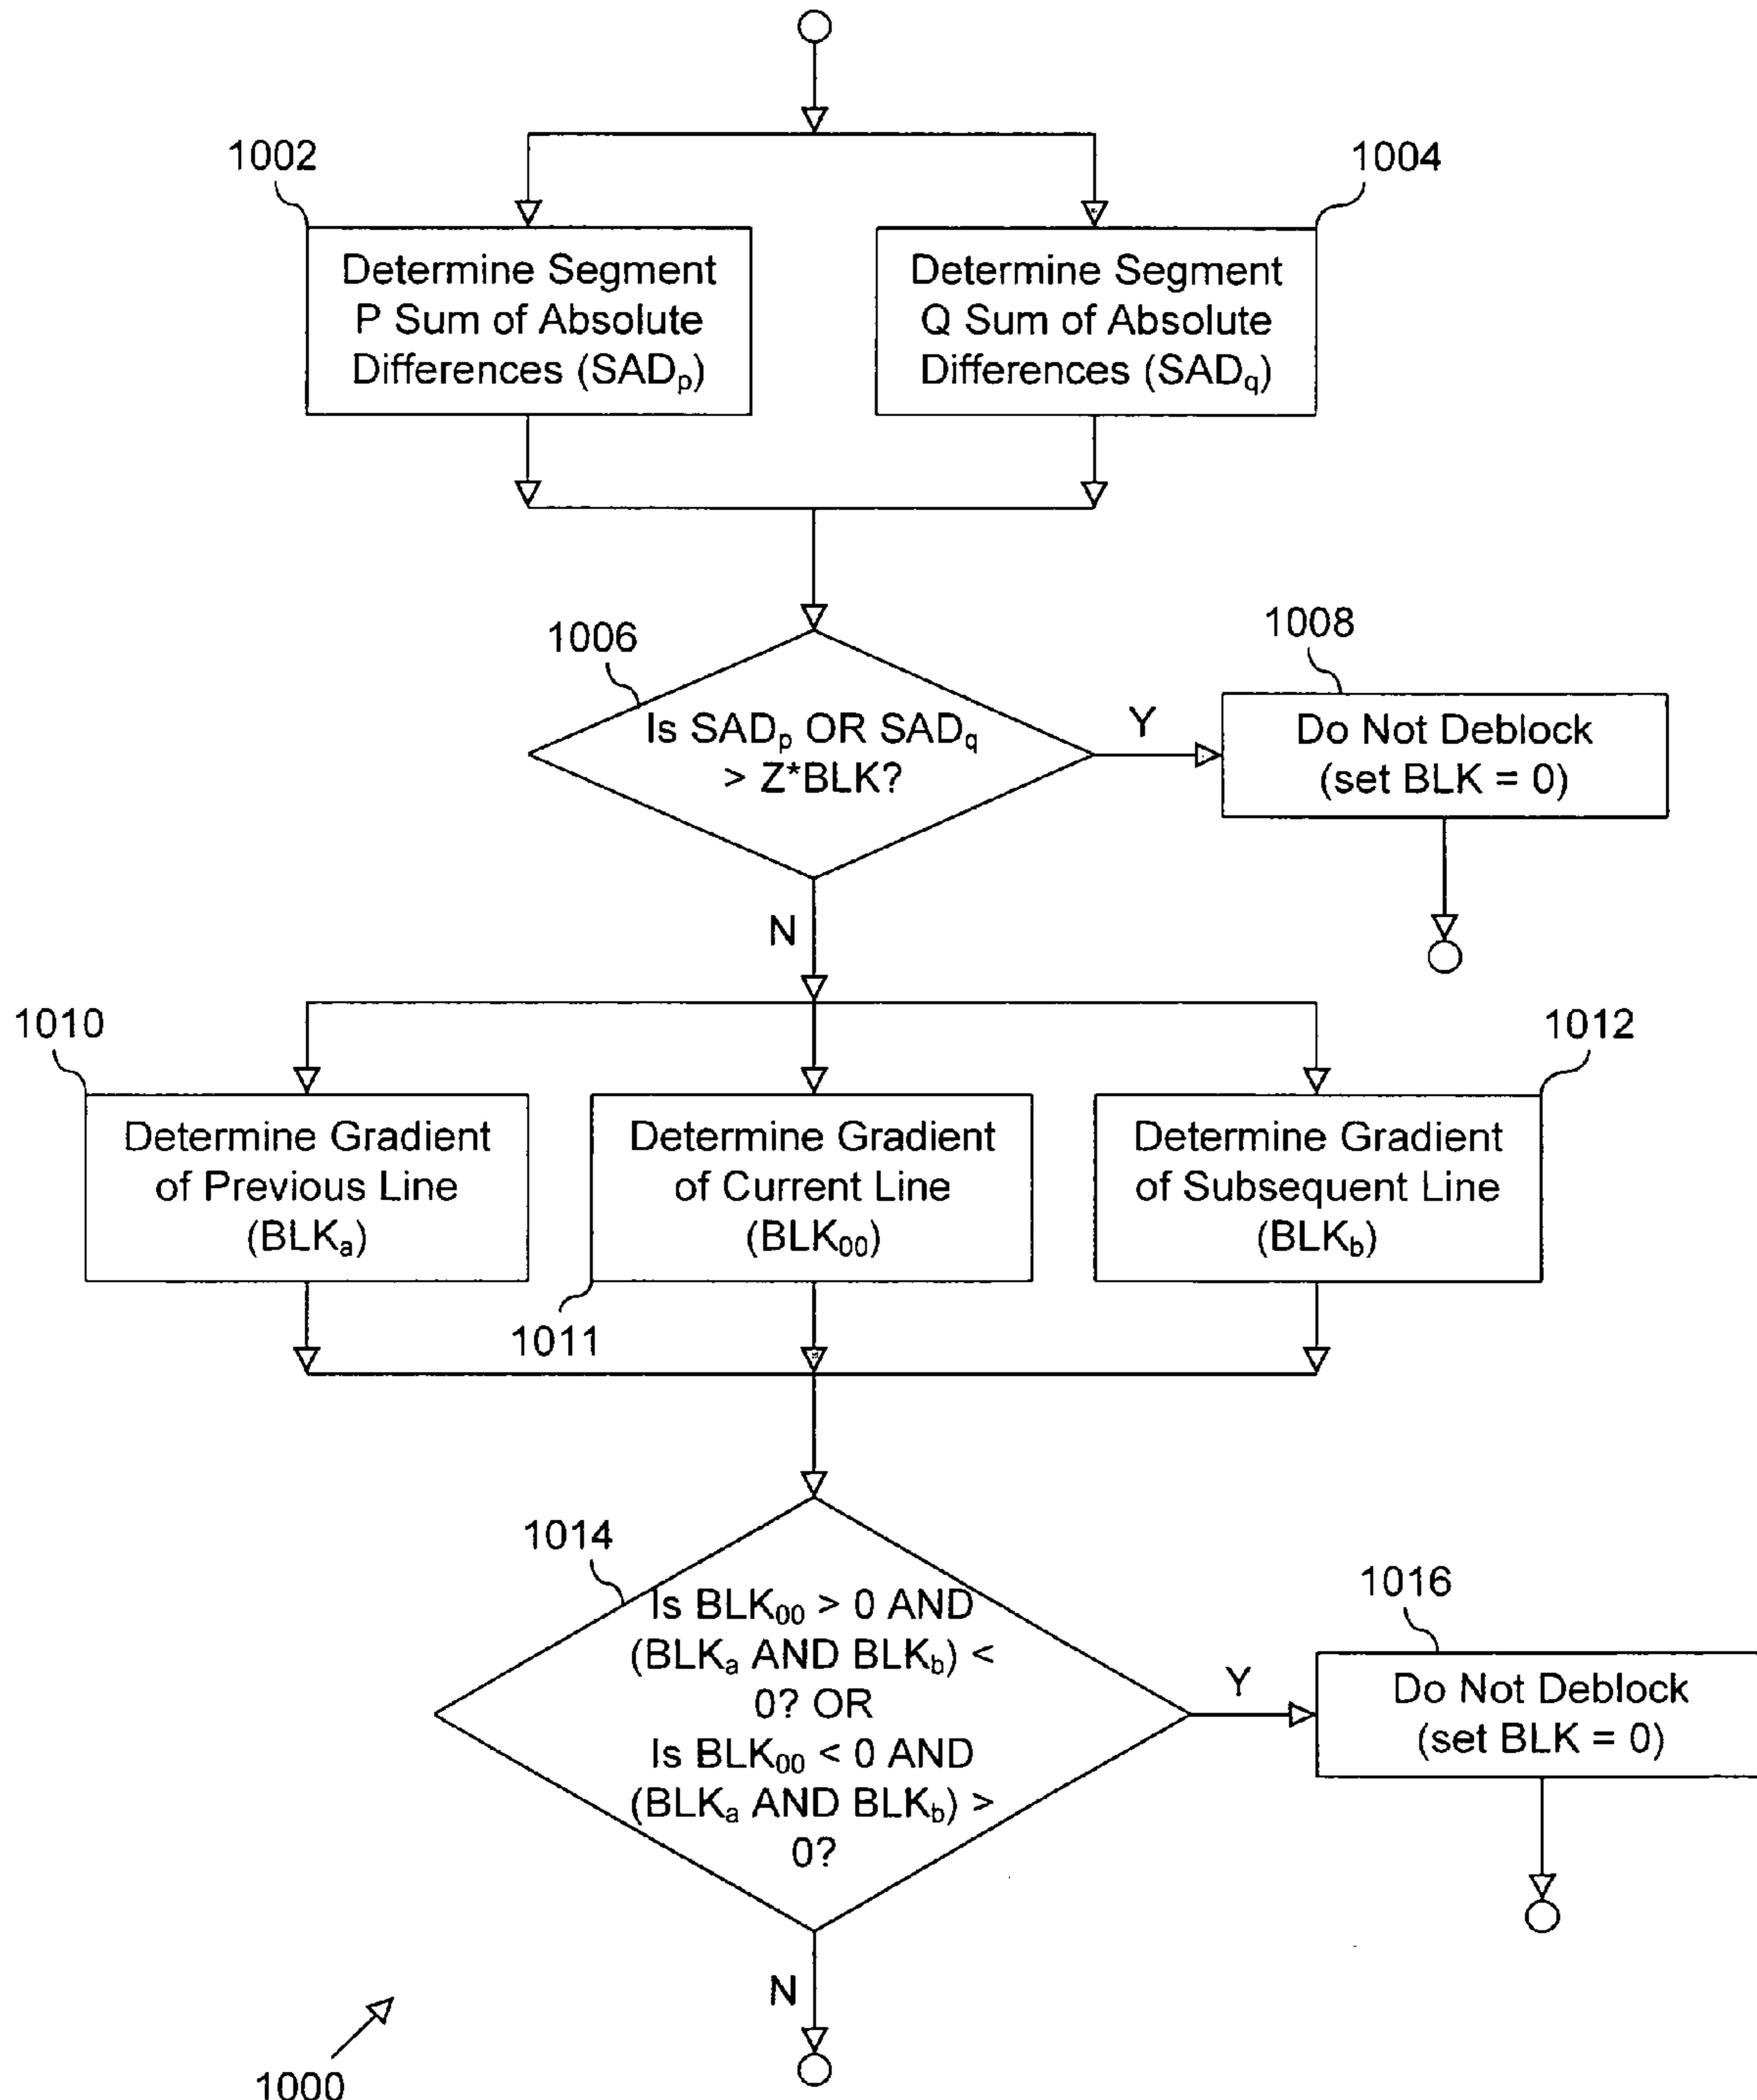 1002
1004
Determine Segment
P Sum of Absolute
Differences (SADp)
Determine Segment
Q Sum of Absolute
Differences (SADq)
1006
1008
Is SADp OR SADq
> Z*BLK?
Y
Do Not Deblock
(set BLK = 0)
N
1010
1012
Determine Gradient
of Previous Line
(BLKa)
Determine Gradient
of Current Line
(BLK00)
Determine Gradient
of Subsequent Line
(BLKb)
1011
1014
1016
Is BLK00 > 0 AND
(BLKa AND BLKb) <
0? OR
Is BLK00 < 0 AND
(BLKa AND BLKb) >
0?
Y
Do Not Deblock
(set BLK = 0)
N
1000